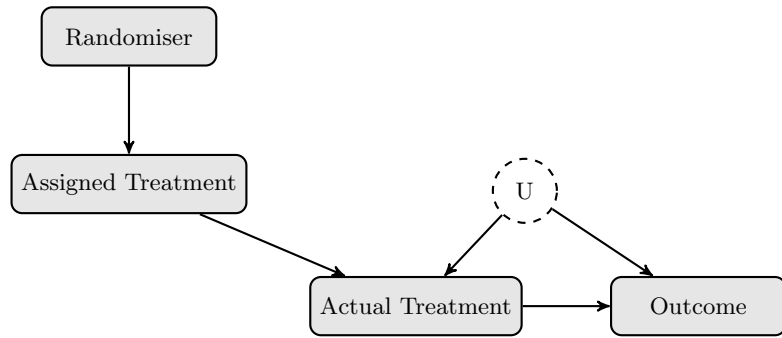 Randomiser
Assigned Treatment
U
Actual Treatment
Outcome